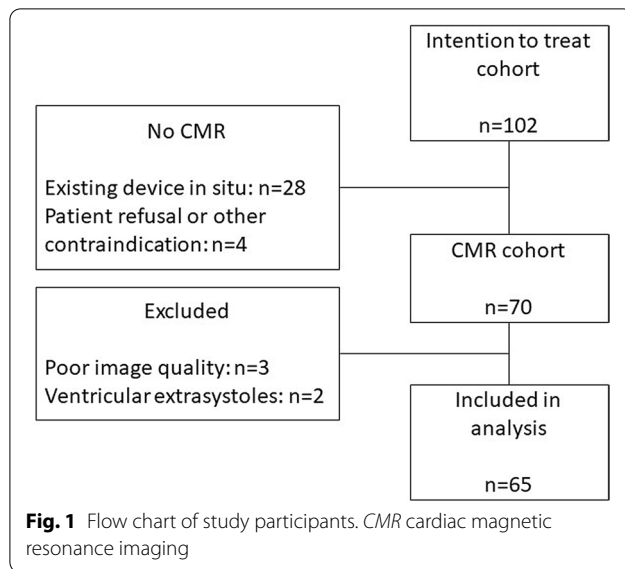 Intention to treat
cohort
n=102
No CMR
Existing device in situ: n=28
Patient refusal or other
contraindication: n=4
CMR cohort
n=70
Excluded
Poor image quality: n=3
Ventricular extrasystoles: n=2
Included in
analysis
n=65
Fig. 1 Flow chart of study participants. CMR cardiac magnetic
resonance imaging